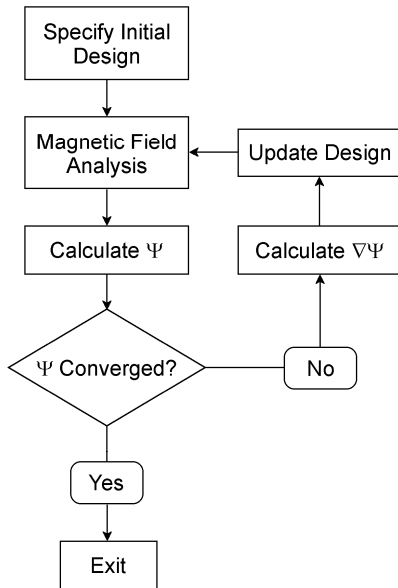 Specify Initial
Design
Magnetic Field
Analysis
Update Design
Calculate Ψ
Calculate ∇Ψ
Ψ Converged?
No
Yes
Exit